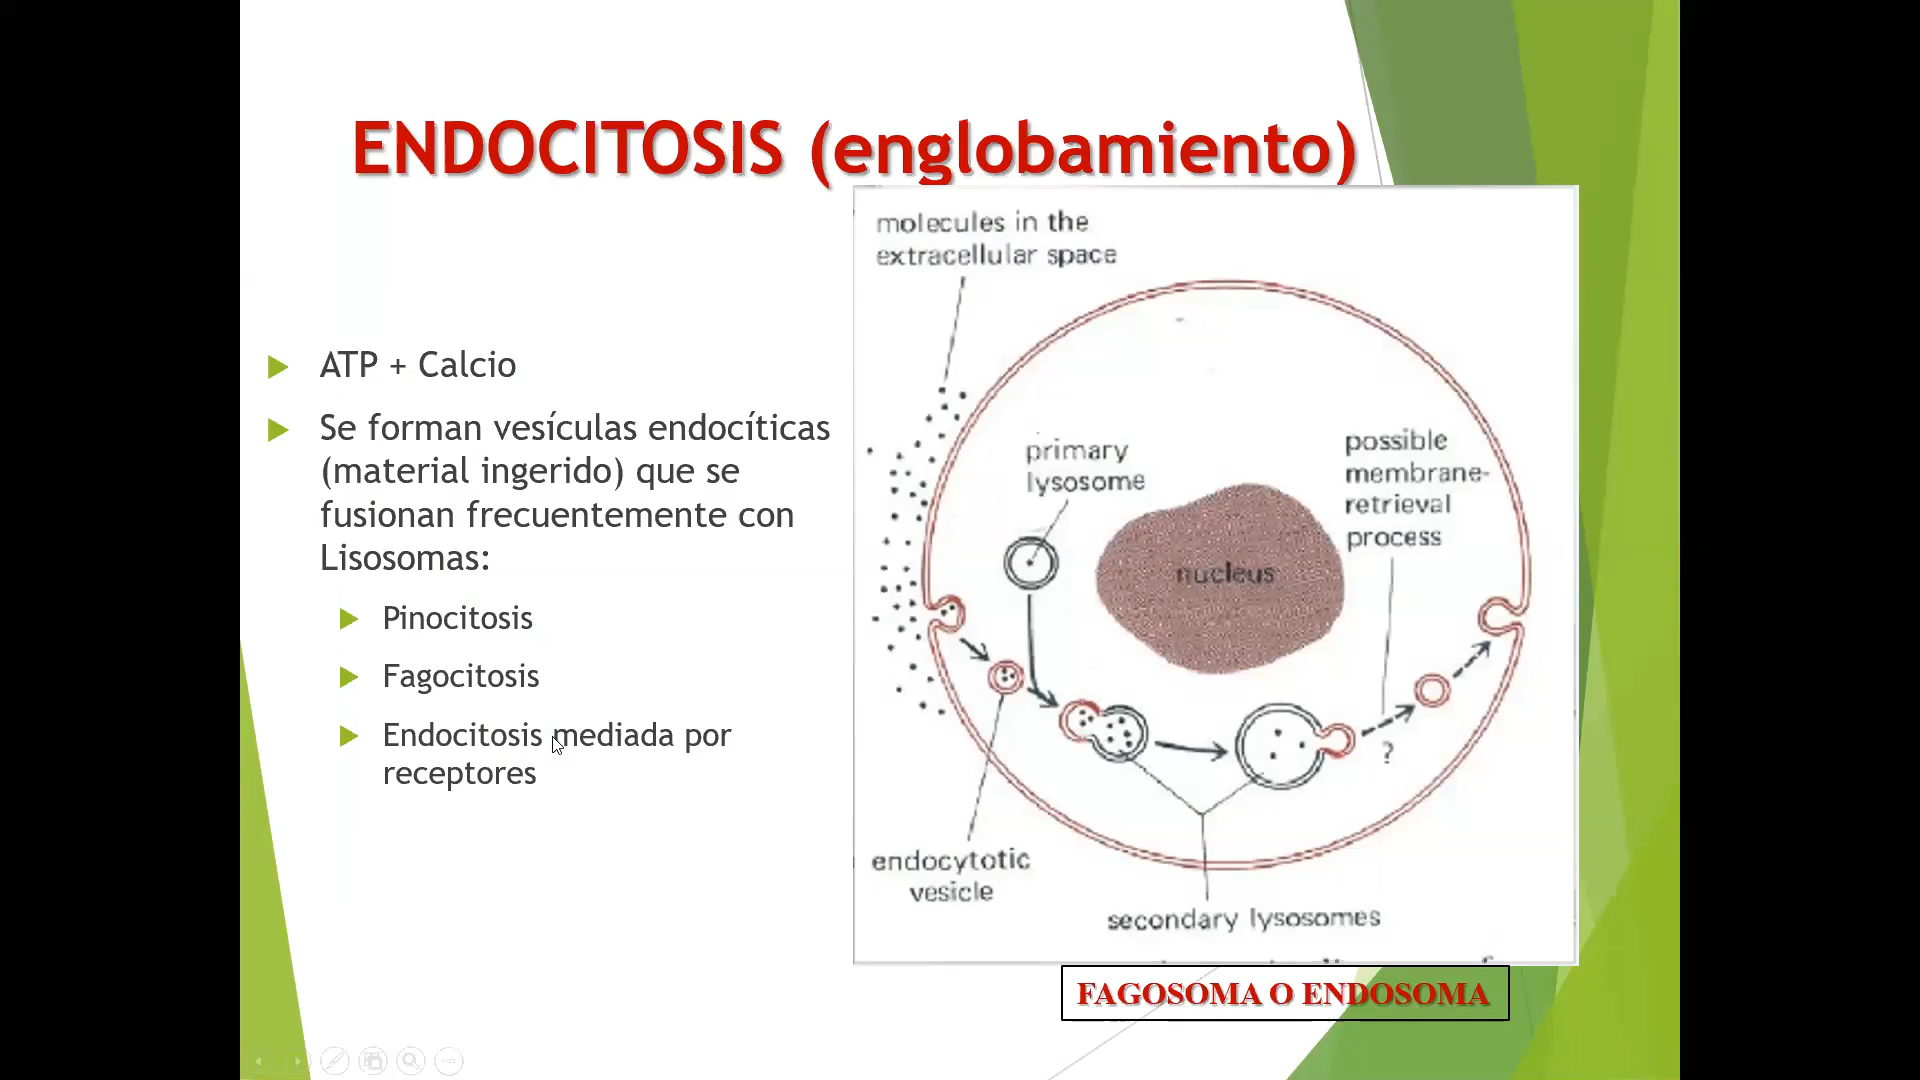 ENDOCITOSIS (englobamiento)
ATP + Calcio
Se forman vesículas endocíticas
(material ingerido) que se
fusionan frecuentemente con
Lisosomas:
Pinocitosis
Fagocitosis
Endocitosis mediada por
receptores
molecules in the
extracellular space
primary
lysosome
possible
membrane-
retrieval
process
nucleus
?
endocytotic
vesicle
secondary lysosomes
FAGOSOMA O ENDOSOMA